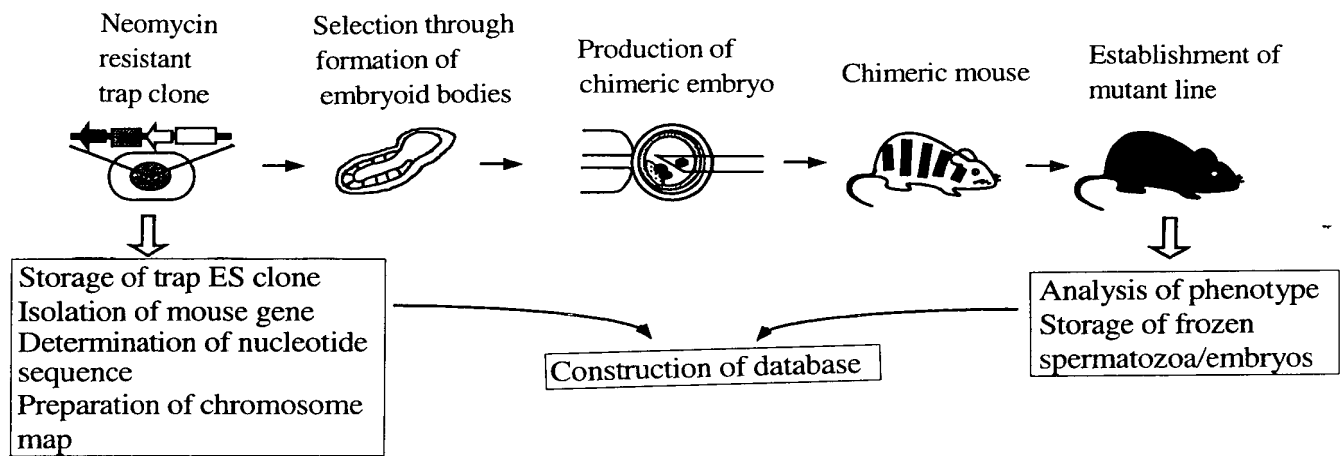 Neomycin
resistant
trap clone
Selection through
formation of
embryoid bodies
Production of
chimeric embryo
Chimeric mouse
Establishment of
mutant line
Storage of trap ES clone
Isolation of mouse gene
Determination of nucleotide
sequence
Preparation of chromosome
map
Construction of database
Analysis of phenotype
Storage of frozen
spermatozoa/embryos